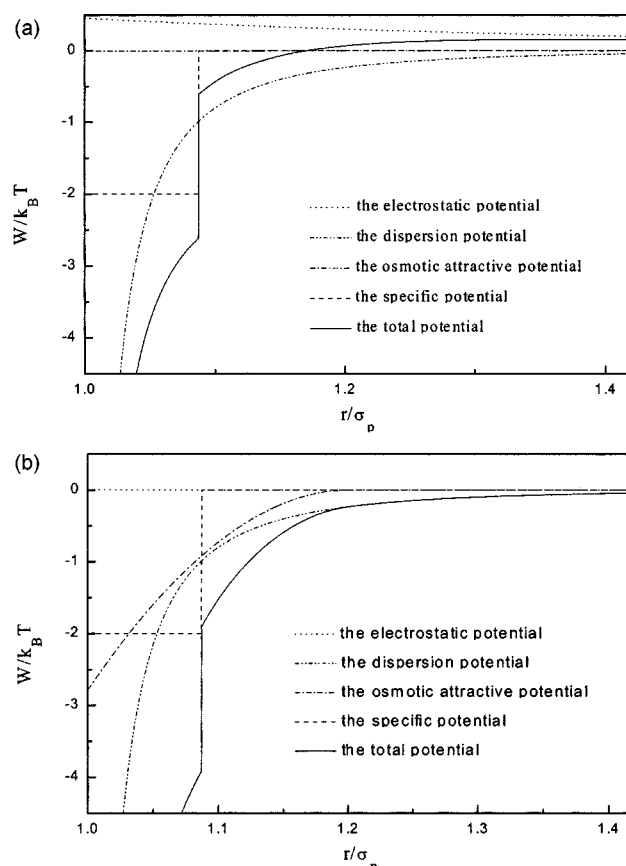 (a)
0
-1
-2
-3
-4
W/k_B T
the electrostatic potential
the dispersion potential
the osmotic attractive potential
the specific potential
the total potential
1.0 1.2 1.4
r/σ_p
(b)
0
-1
-2
-3
-4
W/k_B T
the electrostatic potential
the dispersion potential
the osmotic attractive potential
the specific potential
the total potential
1.0 1.1 1.2 1.3 1.4
r/σ_p